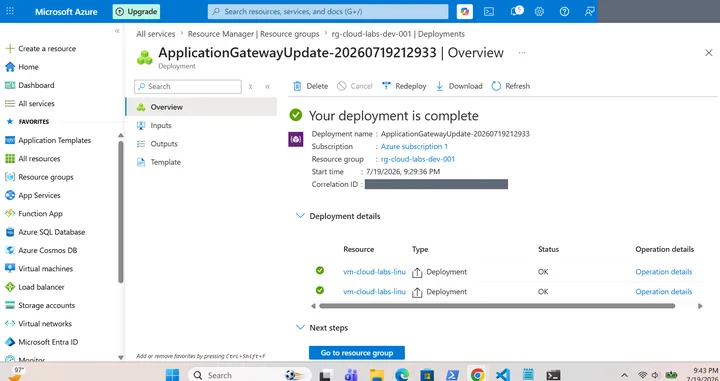 Microsoft Azure
Upgrade
Search resources, services, and docs (G+/)
5
+ Create a resource
Home
Dashboard
All services
FAVORITES
Application Templates
All resources
Resource groups
App Services
Function App
Azure SQL Database
Azure Cosmos DB
Virtual machines
Load balancer
Storage accounts
Virtual networks
Microsoft Entra ID
Monitor
All services > Resource Manager | Resource groups > rg-cloud-labs-dev-001 | Deployments >
ApplicationGatewayUpdate-20260719212933 | Overview ...
Deployment
Search
Overview
Inputs
Outputs
Template
Add or remove favorites by pressing Ctrl+Shift+F
Delete Cancel Redeploy Download Refresh
Your deployment is complete
Deployment name : ApplicationGatewayUpdate-20260719212933
Subscription : Azure subscription 1
Resource group : rg-cloud-labs-dev-001
Start time : 7/19/2026, 9:29:36 PM
Correlation ID :
Deployment details
Resource Type Status Operation details
vm-cloud-labs-linu Deployment OK Operation details
vm-cloud-labs-linu Deployment OK Operation details
Next steps
Go to resource group
97°
Search
9:43 PM
7/19/2026